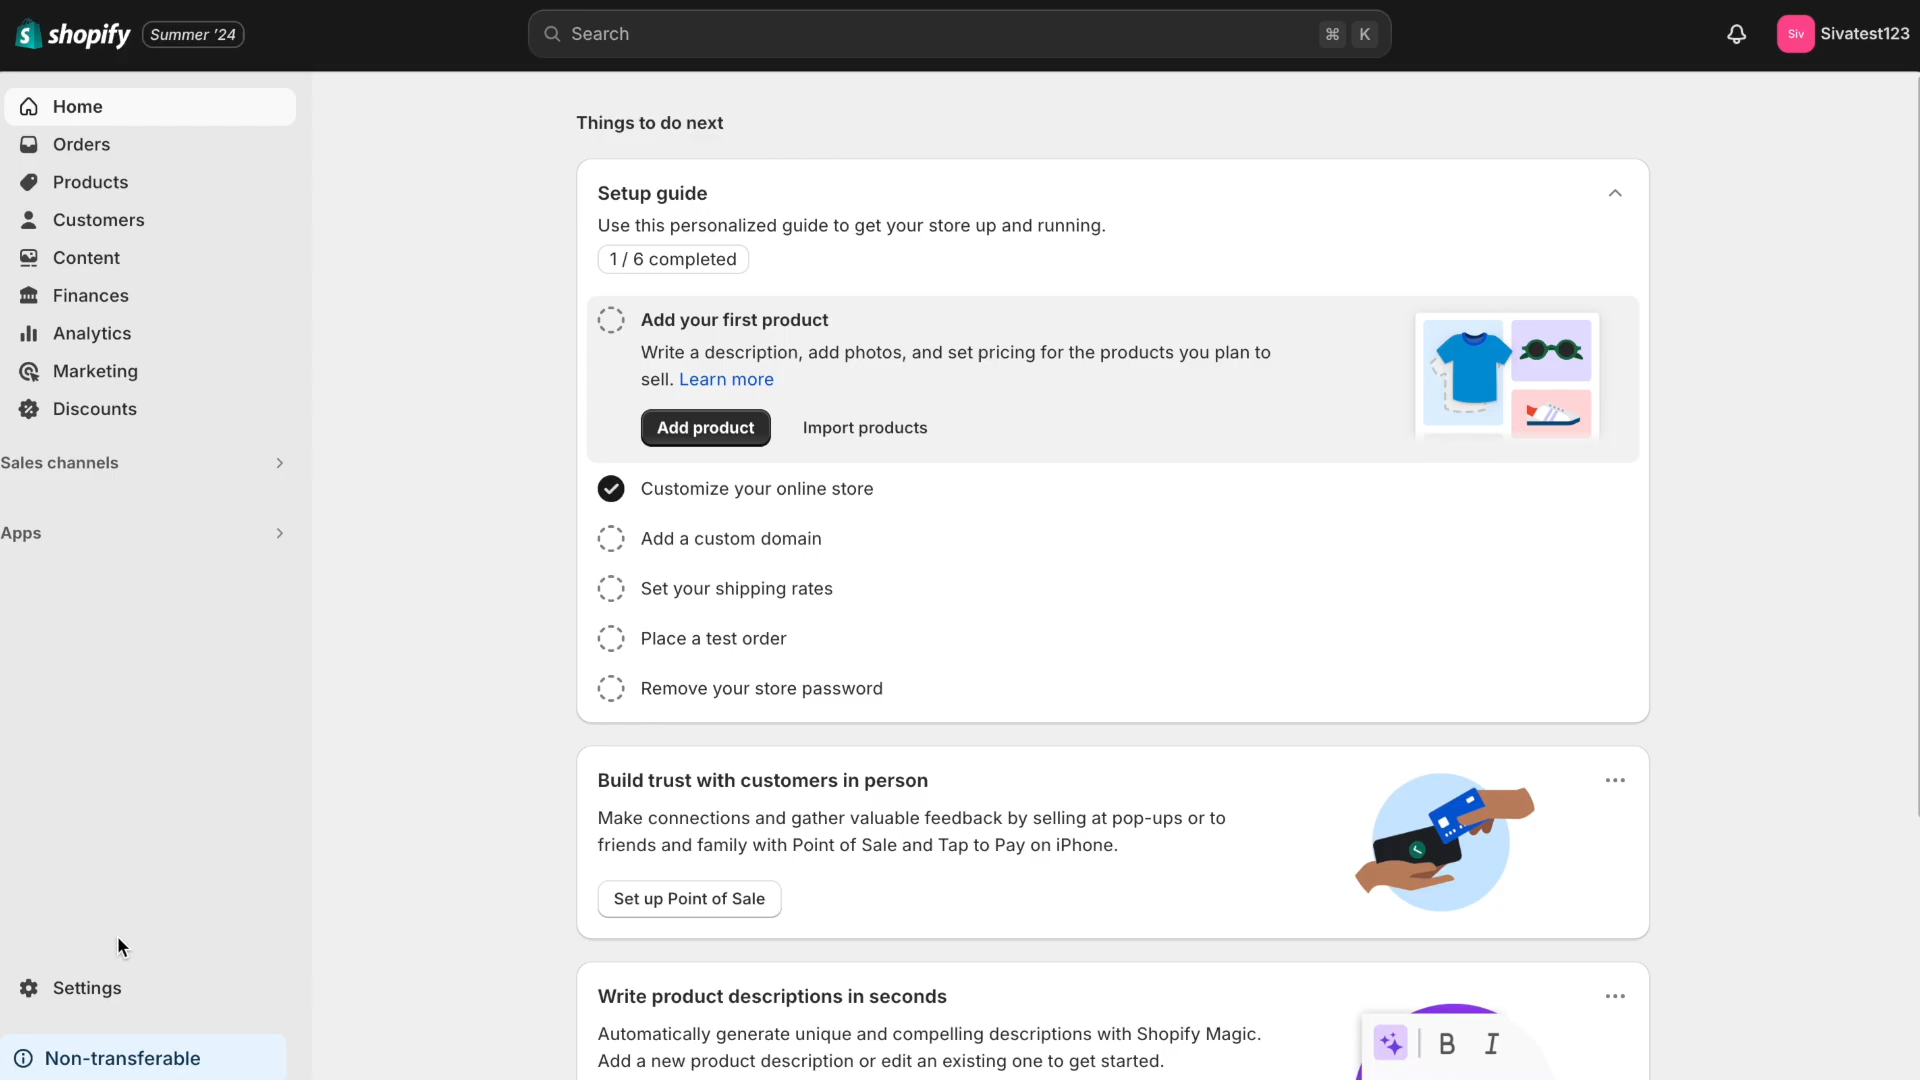 shopify Summer '24
Search ⌘ K
Siv Sivatest123
Home
Orders
Products
Customers
Content
Finances
Analytics
Marketing
Discounts
Sales channels
Apps
Settings
Non-transferable
Things to do next
Setup guide
Use this personalized guide to get your store up and running.
1 / 6 completed
Add your first product
Write a description, add photos, and set pricing for the products you plan to
sell. Learn more
Add product Import products
Customize your online store
Add a custom domain
Set your shipping rates
Place a test order
Remove your store password
Build trust with customers in person
Make connections and gather valuable feedback by selling at pop-ups or to
friends and family with Point of Sale and Tap to Pay on iPhone.
Set up Point of Sale
Write product descriptions in seconds
Automatically generate unique and compelling descriptions with Shopify Magic.
Add a new product description or edit an existing one to get started.
B I